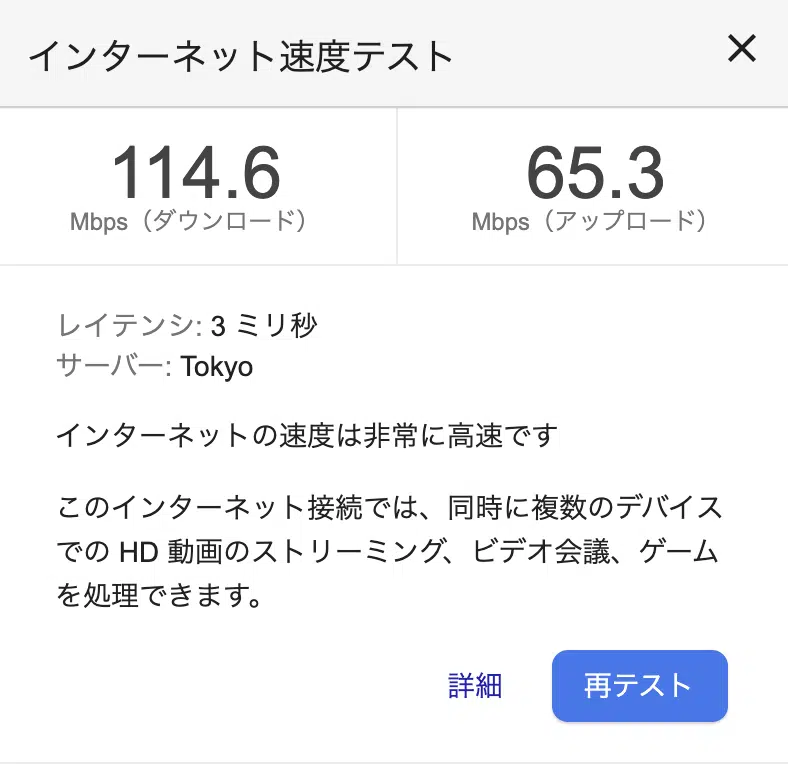 インターネット速度テスト
114.6
Mbps（ダウンロード）
65.3
Mbps（アップロード）
レイテンシ: 3 ミリ秒
サーバー: Tokyo
インターネットの速度は非常に高速です
このインターネット接続では、同時に複数のデバイス
での HD 動画のストリーミング、ビデオ会議、ゲーム
を処理できます。
詳細
再テスト